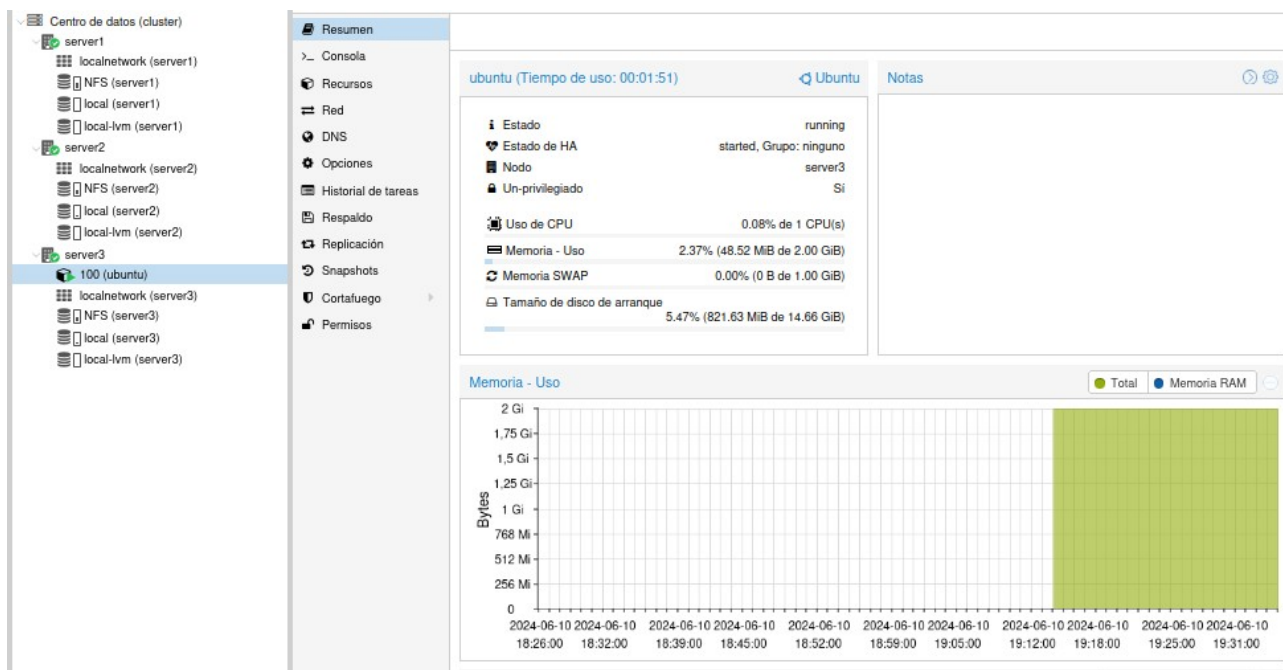 Centro de datos (cluster)
server1
localnetwork (server1)
NFS (server1)
local (server1)
local-lvm (server1)
server2
localnetwork (server2)
NFS (server2)
local (server2)
local-lvm (server2)
server3
100 (ubuntu)
localnetwork (server3)
NFS (server3)
local (server3)
local-lvm (server3)
Resumen
>_ Consola
Recursos
Red
DNS
Opciones
Historial de tareas
Respaldo
Replicación
Snapshots
Cortafuego
Permisos
ubuntu (Tiempo de uso: 00:01:51) Ubuntu
Estado running
Estado de HA started, Grupo: ninguno
Nodo server3
Un-privilegiado Sí
Uso de CPU 0.08% de 1 CPU(s)
Memoria - Uso 2.37% (48.52 MiB de 2.00 GiB)
Memoria SWAP 0.00% (0 B de 1.00 GiB)
Tamaño de disco de arranque
5.47% (821.63 MiB de 14.66 GiB)
Notas
Memoria - Uso
Total Memoria RAM
Bytes
2 Gi
1,75 Gi
1,5 Gi
1,25 Gi
1 Gi
768 Mi
512 Mi
256 Mi
0
2024-06-10 2024-06-10 2024-06-10 2024-06-10 2024-06-10 2024-06-10 2024-06-10 2024-06-10 2024-06-10 2024-06-10 2024-06-10
18:26:00 18:32:00 18:39:00 18:45:00 18:52:00 18:59:00 19:05:00 19:12:00 19:18:00 19:25:00 19:31:00